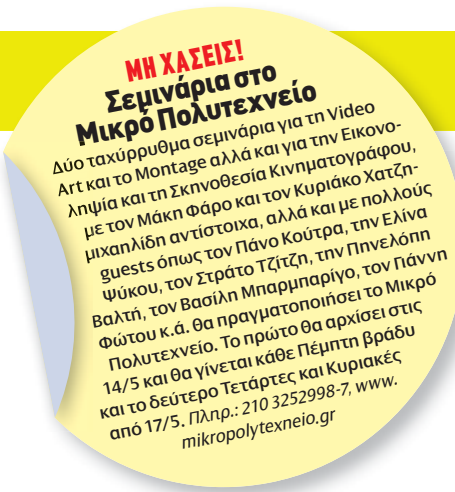 ΜΗ ΧΑΣΕΙΣ!
Σεμινάρια στο
Μικρό Πολυτεχνείο
Δύο ταχύρρυθμα σεμινάρια για τη Video
Art και το Montage αλλά και για την Εικονο-
ληψία και τη Σκηνοθεσία Κινηματογράφου,
με τον Μάκη Φάρο και τον Κυριάκο Χατζη-
μιχαηλίδη αντίστοιχα, αλλά και με πολλούς
guests όπως τον Πάνο Κούτρα, την Ελίνα
Ψύκου, τον Στράτο Τζίτζη, την Πηνελόπη
Βαλτή, τον Βασίλη Μπαρμπαρίγο, τον Γιάννη
Φώτου κ.ά. θα πραγματοποιήσει το Μικρό
Πολυτεχνείο. Το πρώτο θα αρχίσει στις
14/5 και θα γίνεται κάθε Πέμπτη βράδυ
και το δεύτερο Τετάρτες και Κυριακές
από 17/5. Πληρ.: 210 3252998-7, www.
mikropolytexneio.gr